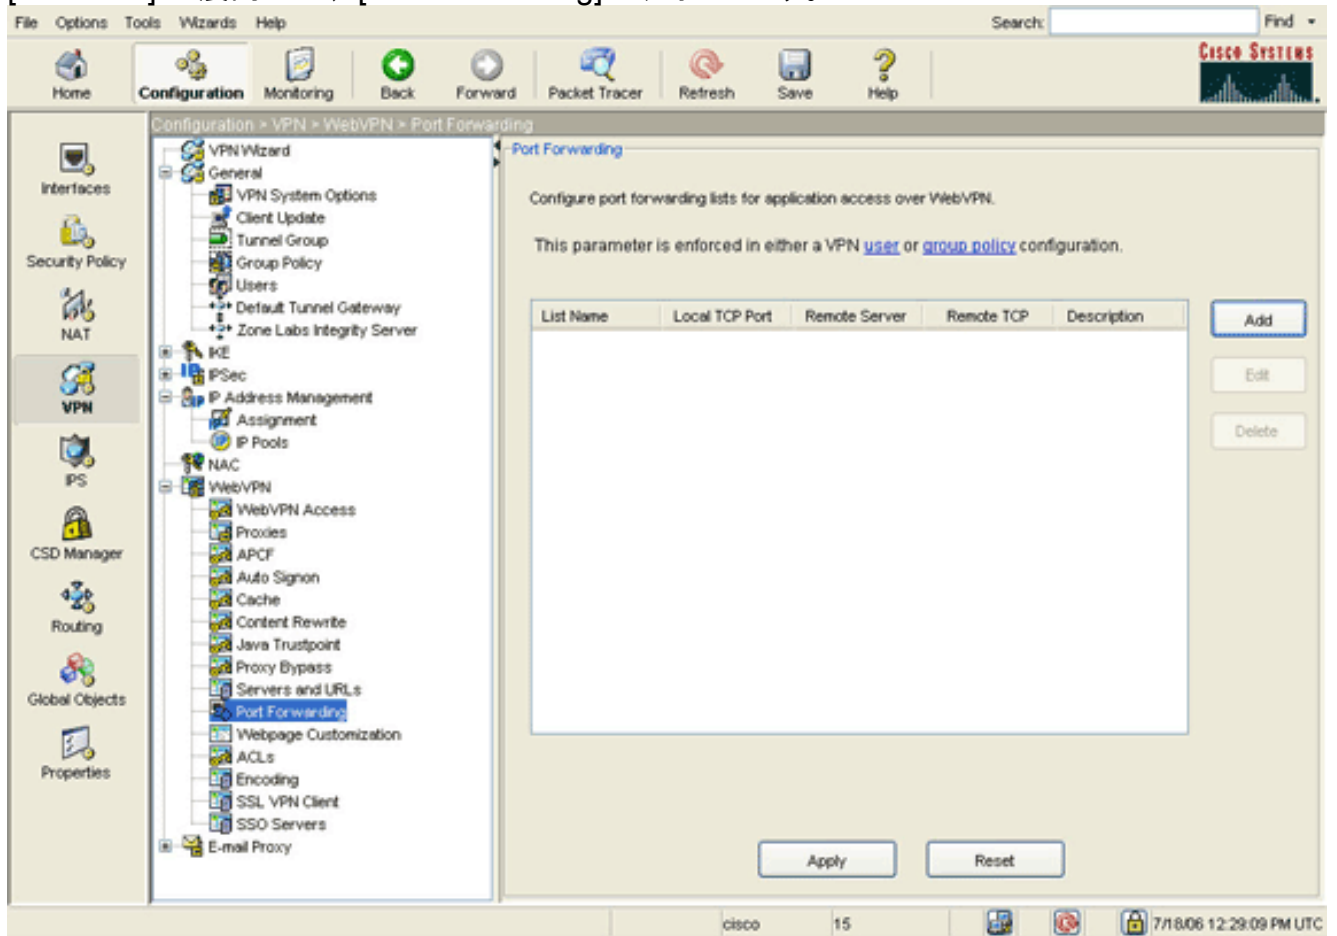 File Options Tools Wizards Help Search: Find
Home Configuration Monitoring Back Forward Packet Tracer Refresh Save Help
CISCO SYSTEMS
Configuration > VPN > WebVPN > Port Forwarding
Interfaces
Security Policy
NAT
VPN
IPS
CSD Manager
Routing
Global Objects
Properties
VPN Wizard
General
VPN System Options
Client Update
Tunnel Group
Group Policy
Users
Default Tunnel Gateway
Zone Labs Integrity Server
IKE
IPSec
IP Address Management
Assignment
IP Pools
NAC
WebVPN
WebVPN Access
Proxies
APCF
Auto Signon
Cache
Content Rewrite
Java Trustpoint
Proxy Bypass
Servers and URLs
Port Forwarding
Webpage Customization
ACLs
Encoding
SSL VPN Client
SSO Servers
E-mail Proxy
Port Forwarding
Configure port forwarding lists for application access over WebVPN.
This parameter is enforced in either a VPN user or group policy configuration.
List Name Local TCP Port Remote Server Remote TCP Description
Add
Edit
Delete
Apply Reset
cisco 15 7/18/06 12:29:09 PM UTC